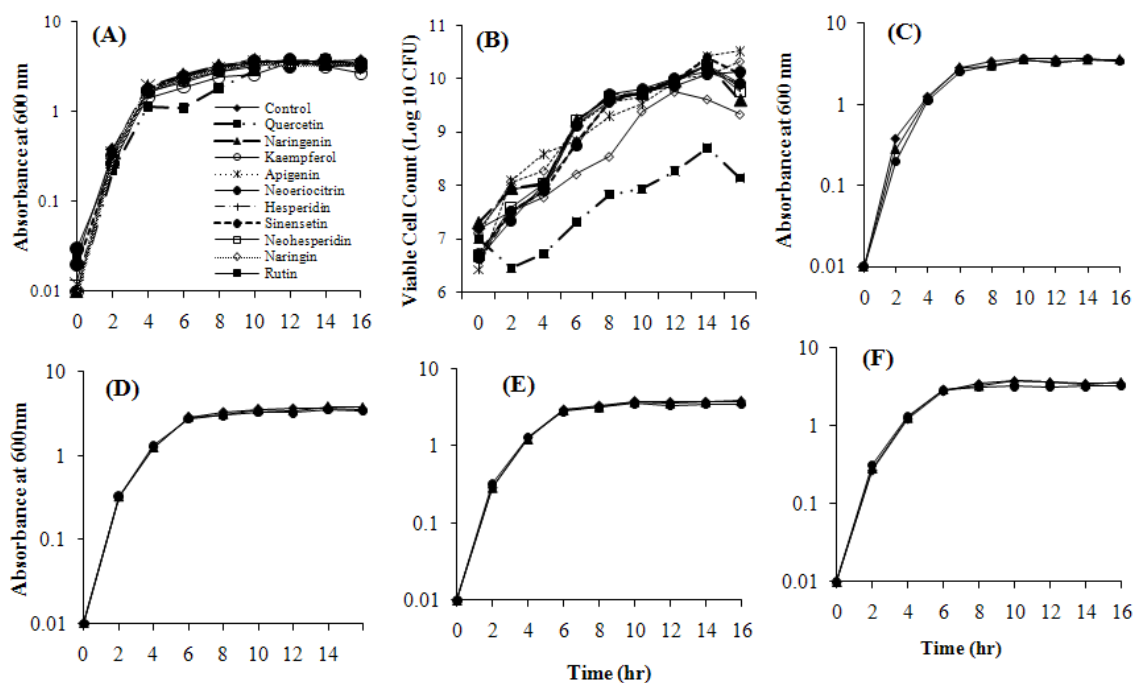 (A)
Absorbance at 600 nm
10
1
0.1
0.01
0 2 4 6 8 10 12 14 16
Control
Quercetin
Naringenin
Kaempferol
Apigenin
Neoeriocitrin
Hesperidin
Sinensetin
Neohesperidin
Naringin
Rutin
(B)
Viable Cell Count (Log 10 CFU)
11
10
9
8
7
6
0 2 4 6 8 10 12 14 16
(C)
Absorbance at 600 nm
10
1
0.1
0.01
0 2 4 6 8 10 12 14 16
(D)
Absorbance at 600nm
10
1
0.1
0.01
0 2 4 6 8 10 12 14
(E)
10
1
0.1
0.01
0 2 4 6 8 10 12 14 16
Time (hr)
(F)
10
1
0.1
0.01
0 2 4 6 8 10 12 14 16
Time (hr)